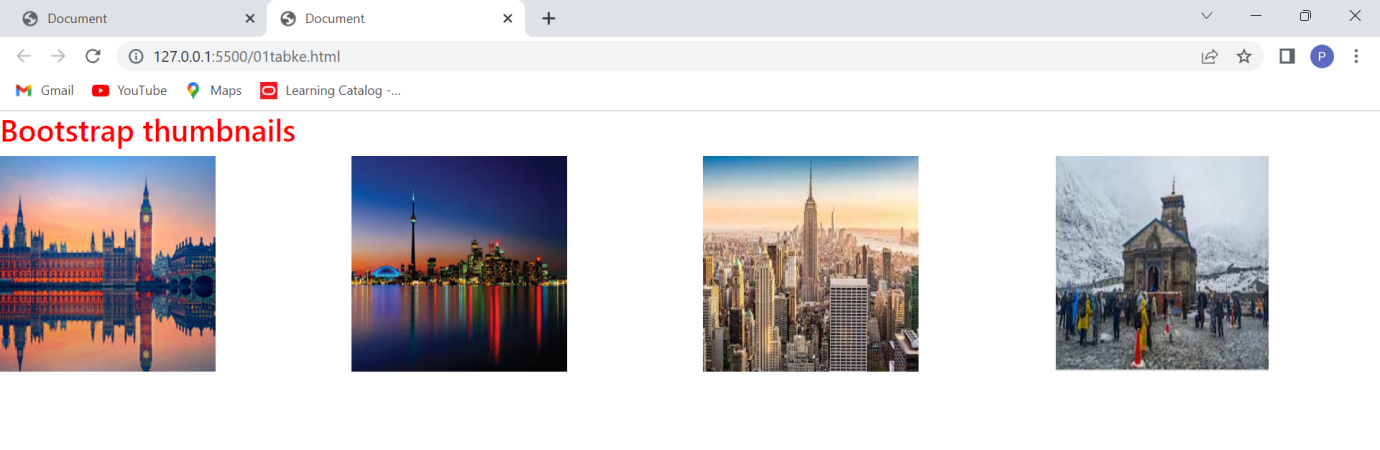 Document
Document
127.0.0.1:5500/01tabke.html
P
Gmail
YouTube
Maps
Learning Catalog -...
Bootstrap thumbnails